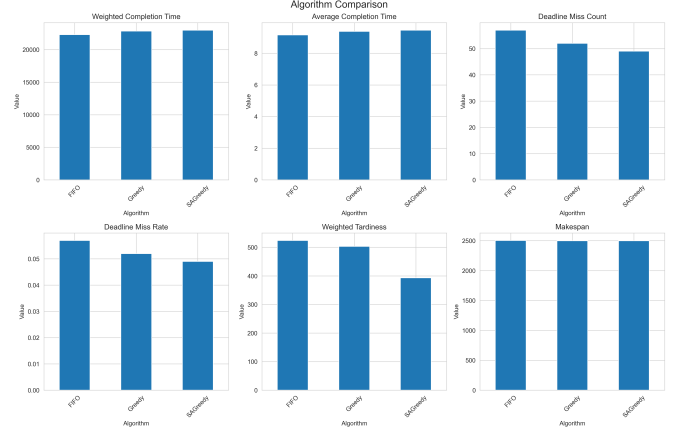 Algorithm Comparison
Weighted Completion Time
Value
20000
15000
10000
5000
0
FIFO
Greedy
SAGreedy
Algorithm
Average Completion Time
Value
8
6
4
2
0
FIFO
Greedy
SAGreedy
Algorithm
Deadline Miss Count
Value
50
40
30
20
10
0
FIFO
Greedy
SAGreedy
Algorithm
Deadline Miss Rate
Value
0.05
0.04
0.03
0.02
0.01
0.00
FIFO
Greedy
SAGreedy
Algorithm
Weighted Tardiness
Value
500
400
300
200
100
0
FIFO
Greedy
SAGreedy
Algorithm
Makespan
Value
2500
2000
1500
1000
500
0
FIFO
Greedy
SAGreedy
Algorithm